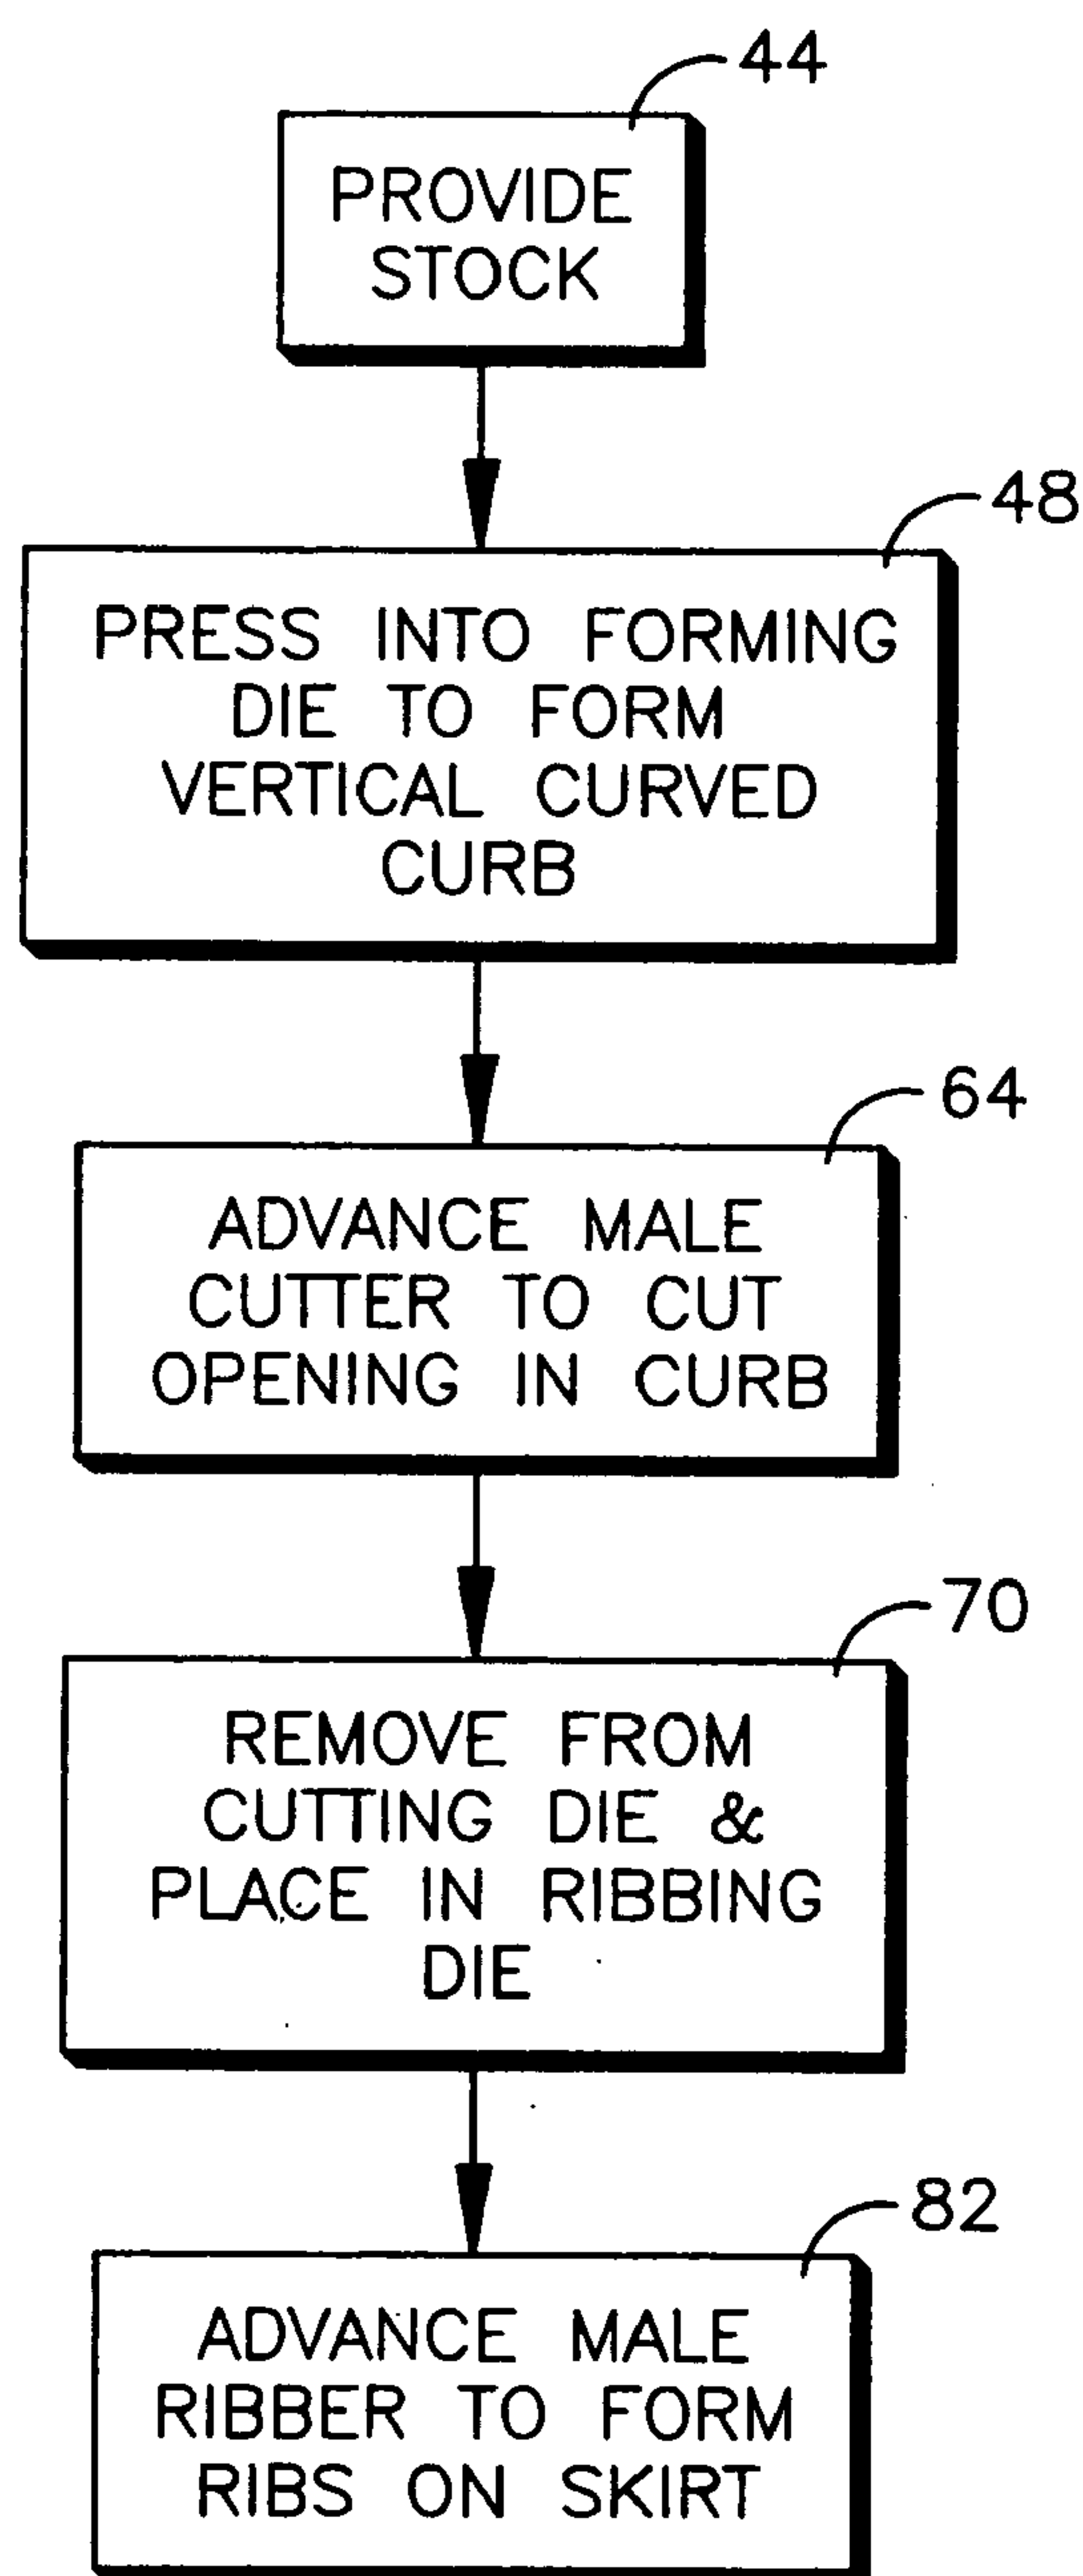 44
PROVIDE
STOCK
48
PRESS INTO FORMING
DIE TO FORM
VERTICAL CURVED
CURB
64
ADVANCE MALE
CUTTER TO CUT
OPENING IN CURB
70
REMOVE FROM
CUTTING DIE &
PLACE IN RIBBING
DIE
82
ADVANCE MALE
RIBBER TO FORM
RIBS ON SKIRT